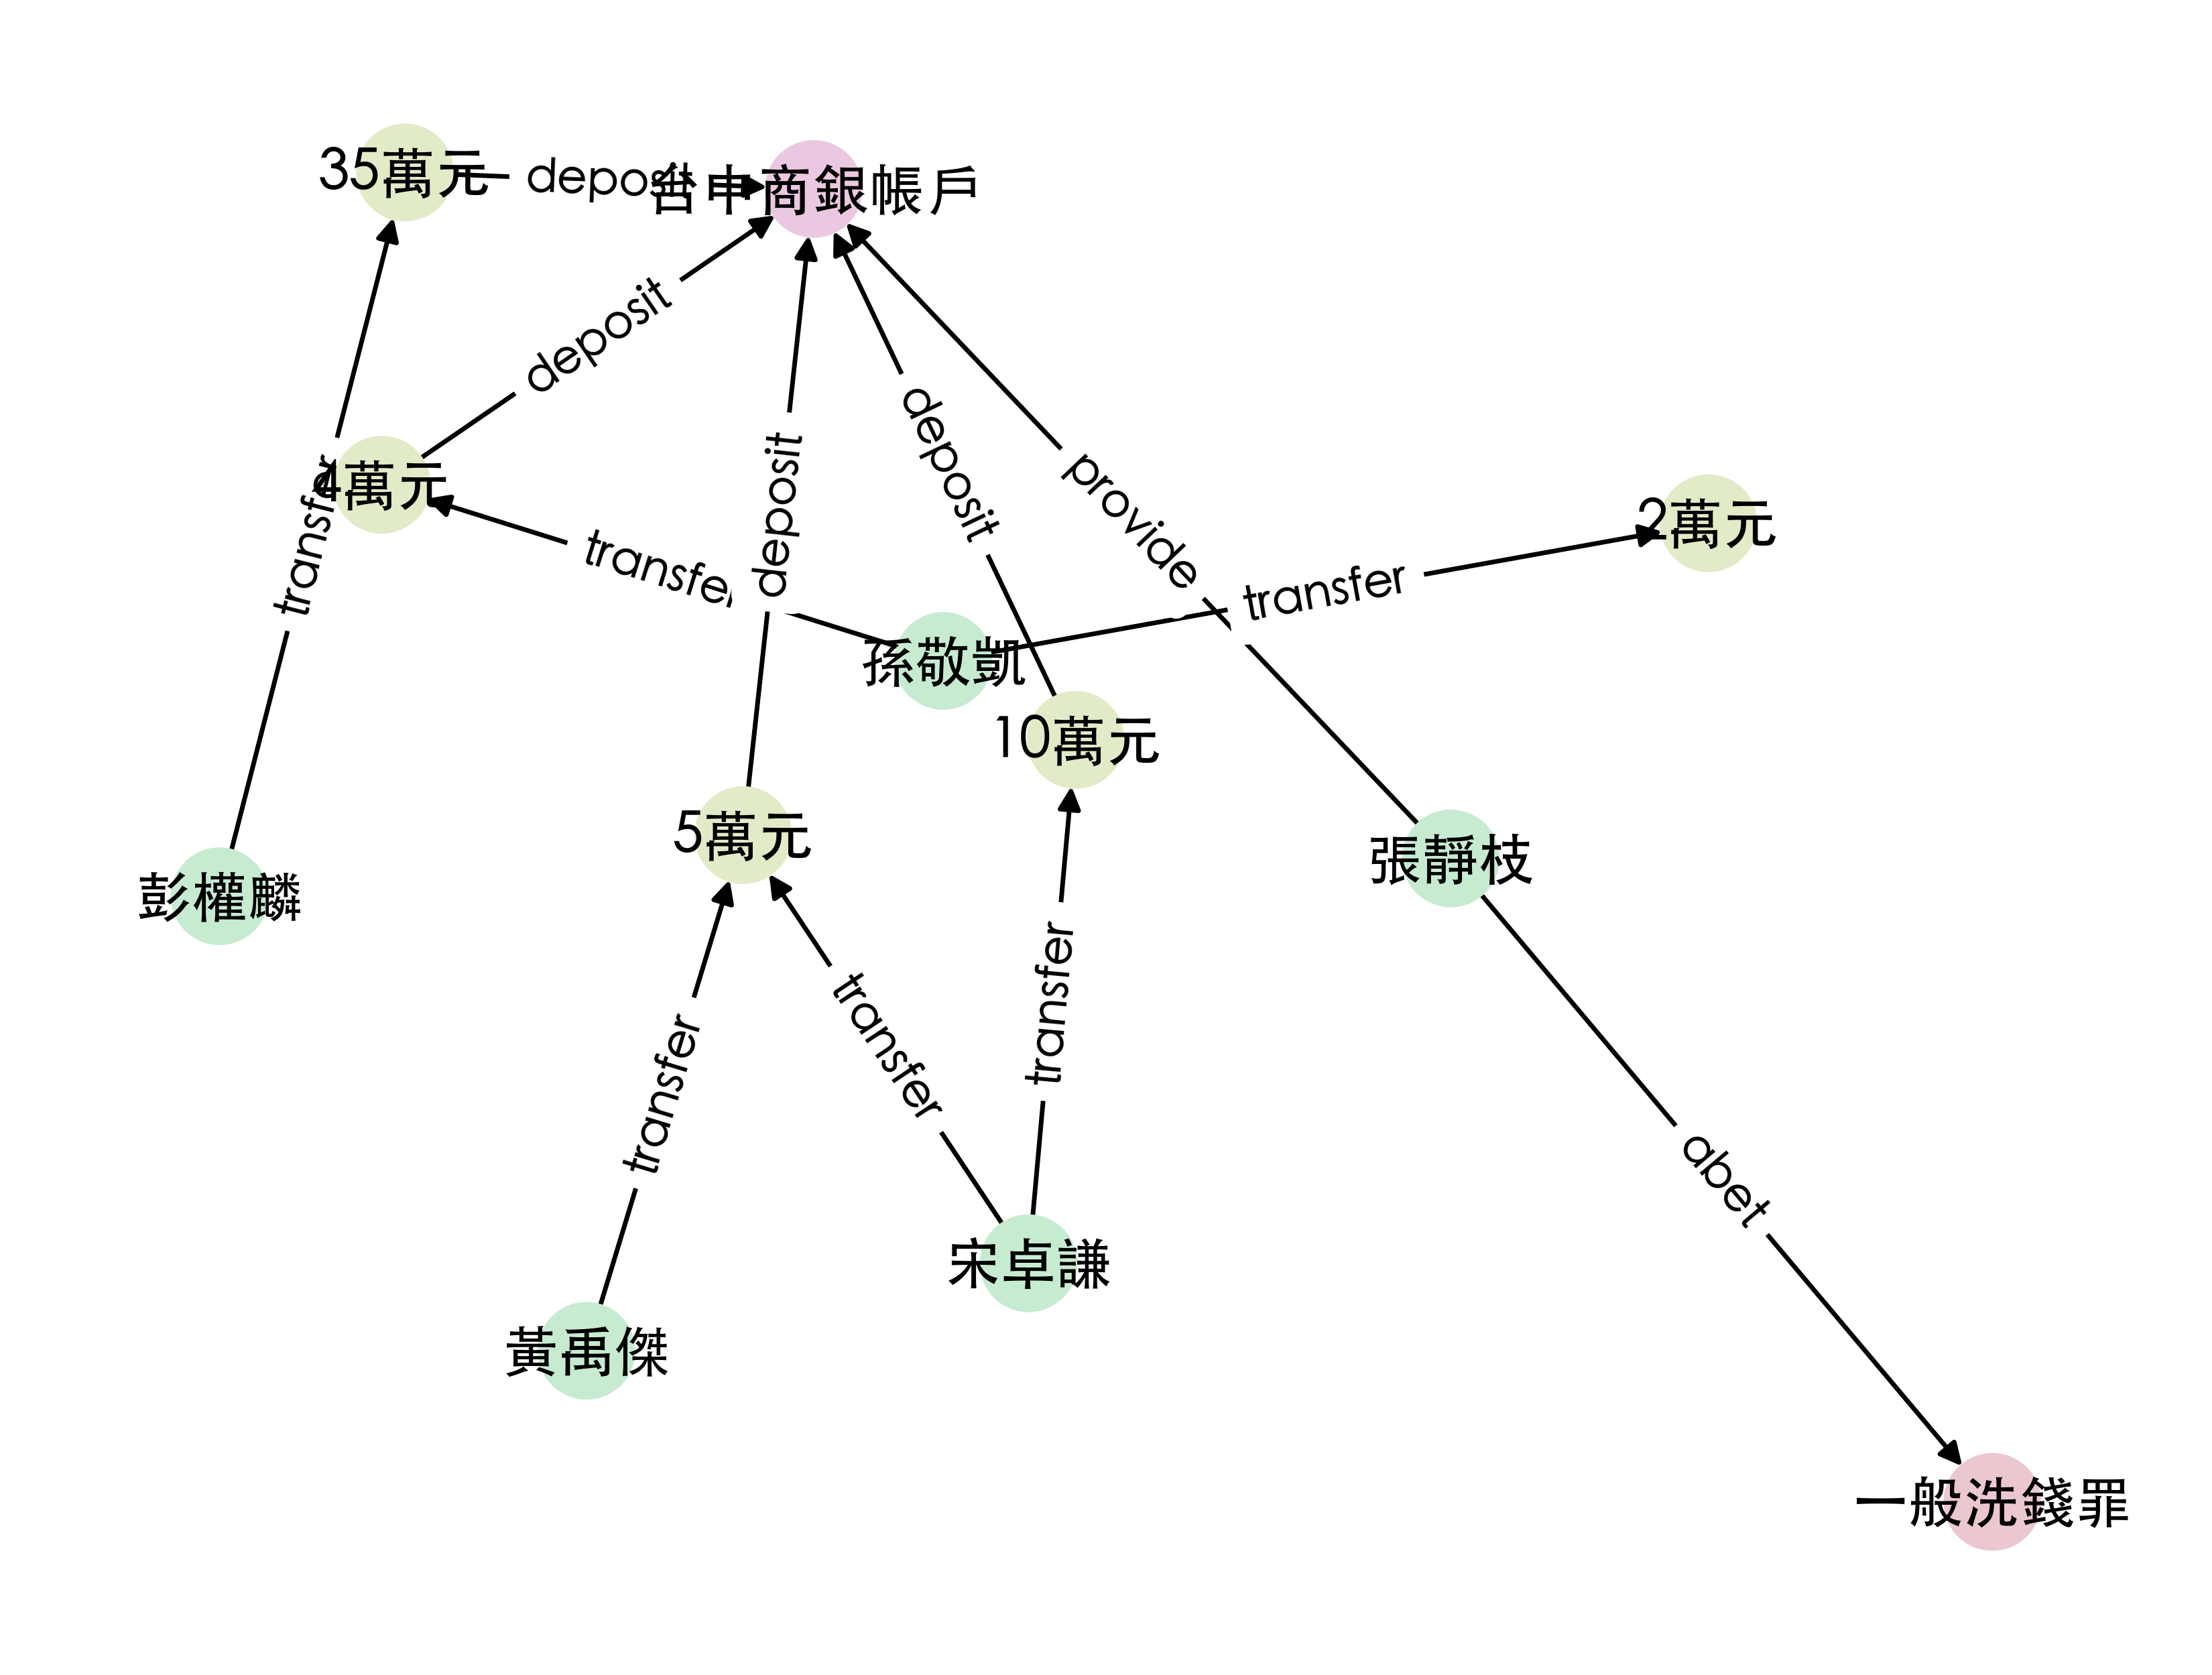 35萬元
deposit
台中商銀帳戶
deposit
transfer
4萬元
deposit
deposit
provide
2萬元
transfer
transfer
孫敬凱
10萬元
5萬元
張靜枝
彭權麟
transfer
transfer
transfer
abet
宋卓謙
黃禹傑
一般洗錢罪